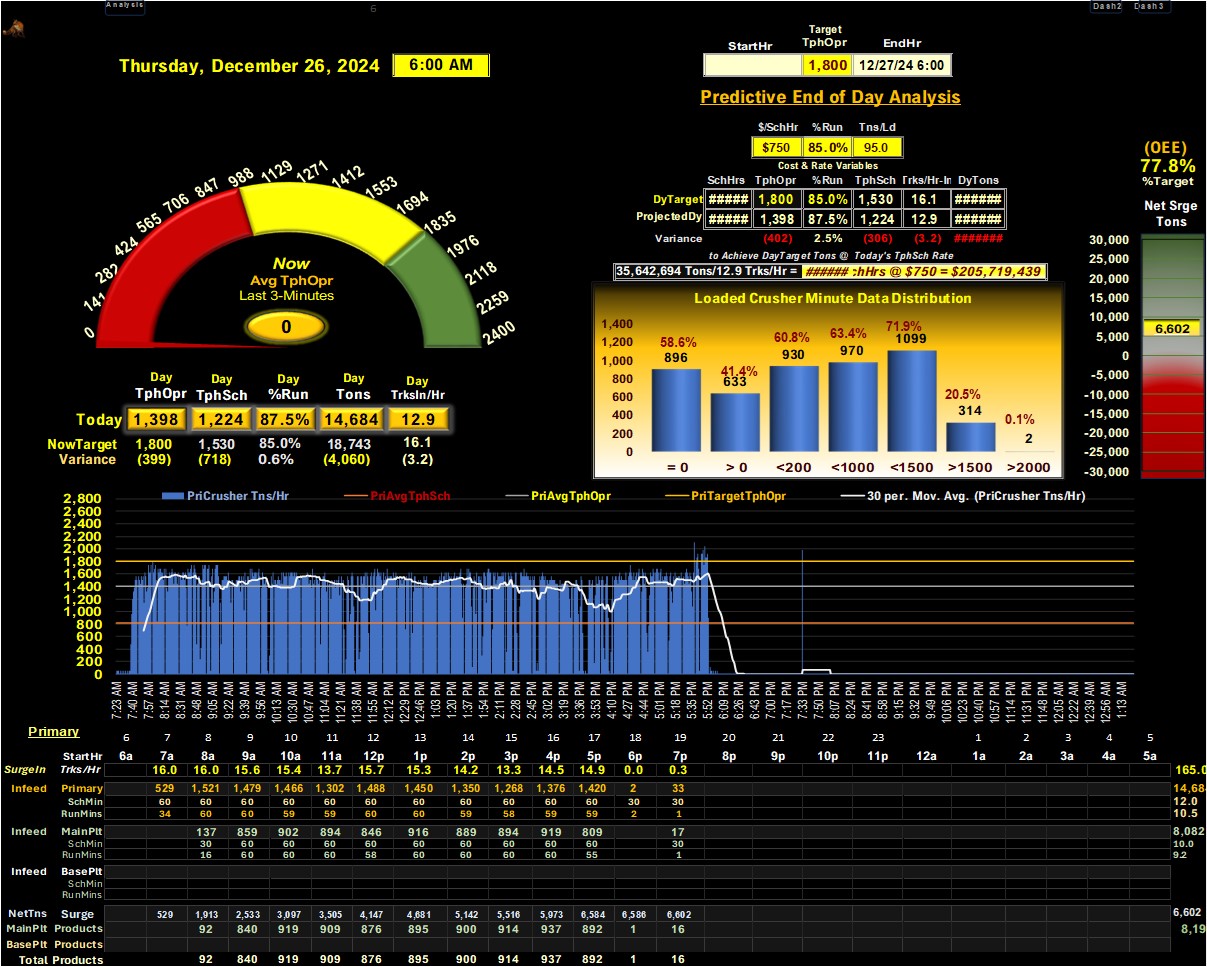 Analysis
6
Dash2 Dash3
Thursday, December 26, 2024 6:00 AM
StartHr Target TphOpr EndHr
1,800 12/27/24 6:00
Predictive End of Day Analysis
$/SchHr %Run Tns/Ld
$750 85.0% 95.0
Cost & Rate Variables
SchHrs TphOpr %Run TphSch Trks/Hr-In DyTons
DyTarget ##### 1,800 85.0% 1,530 16.1 ######
ProjectedDy ##### 1,398 87.5% 1,224 12.9 ######
Variance (402) 2.5% (306) (3.2) #######
to Achieve DayTarget Tons @ Today's TphSch Rate
35,642,694 Tons/12.9 Trks/Hr = ###### :hHrs @ $750 = $205,719,439
(OEE)
77.8%
%Target
Net Srge
Tons
30,000
25,000
20,000
15,000
10,000
6,602
5,000
0
-5,000
-10,000
-15,000
-20,000
-25,000
-30,000
0 141 282 424 565 706 847 988 1129 1271 1412 1553 1694 1835 1976 2118 2259 2400
Now
Avg TphOpr
Last 3-Minutes
0
Day Day Day Day Day
TphOpr TphSch %Run Tons TrksIn/Hr
Today 1,398 1,224 87.5% 14,684 12.9
NowTarget 1,800 1,530 85.0% 18,743 16.1
Variance (399) (718) 0.6% (4,060) (3.2)
Loaded Crusher Minute Data Distribution
1,400
1,200
1,000
800
600
400
200
0
58.6% 41.4% 60.8% 63.4% 71.9% 20.5% 0.1%
896 633 930 970 1099 314 2
= 0 > 0 <200 <1000 <1500 >1500 >2000
PriCrusher Tns/Hr PriAvgTphSch PriAvgTphOpr PriTargetTphOpr 30 per. Mov. Avg. (PriCrusher Tns/Hr)
2,800
2,600
2,400
2,200
2,000
1,800
1,600
1,400
1,200
1,000
800
600
400
200
0
7:23 AM 7:40 AM 7:57 AM 8:14 AM 8:31 AM 8:48 AM 9:05 AM 9:22 AM 9:39 AM 9:56 AM 10:13 AM 10:30 AM 10:47 AM 11:04 AM 11:21 AM 11:38 AM 11:55 AM 12:12 PM 12:29 PM 12:46 PM 1:03 PM 1:20 PM 1:37 PM 1:54 PM 2:11 PM 2:28 PM 2:45 PM 3:02 PM 3:19 PM 3:36 PM 3:53 PM 4:10 PM 4:27 PM 4:44 PM 5:01 PM 5:18 PM 5:35 PM 5:52 PM 6:09 PM 6:26 PM 6:43 PM 7:00 PM 7:17 PM 7:33 PM 7:50 PM 8:07 PM 8:24 PM 8:41 PM 8:58 PM 9:15 PM 9:32 PM 9:49 PM 10:06 PM 10:23 PM 10:40 PM 10:57 PM 11:14 PM 11:31 PM 11:48 PM 12:05 AM 12:22 AM 12:39 AM 12:56 AM 1:13 AM
Primary
6 7 8 9 10 11 12 13 14 15 16 17 18 19 20 21 22 23 1 2 3 4 5
StartHr 6a 7a 8a 9a 10a 11a 12p 1p 2p 3p 4p 5p 6p 7p 8p 9p 10p 11p 12a 1a 2a 3a 4a 5a
SurgeIn Trks/Hr 16.0 16.0 15.6 15.4 13.7 15.7 15.3 14.2 13.3 14.5 14.9 0.0 0.3 165.0
Infeed Primary 529 1,521 1,479 1,466 1,302 1,488 1,450 1,350 1,268 1,376 1,420 2 33 14,684
SchMin 60 60 60 60 60 60 60 60 60 60 60 30 30 12.0
RunMins 34 60 60 59 59 60 59 60 58 59 59 2 1 10.5
Infeed MainPlt 137 859 902 894 846 916 889 894 919 809 17 8,082
SchMin 30 60 60 60 60 60 60 60 60 60 30 10.0
RunMins 16 60 60 60 58 60 60 60 60 55 1 9.2
Infeed BasePlt
SchMin
RunMins
NetTns Surge 529 1,913 2,533 3,097 3,505 4,147 4,681 5,142 5,516 5,973 6,584 6,586 6,602 6,602
MainPlt Products 92 840 919 909 876 895 900 914 937 892 1 16 8,19
BasePlt Products
Total Products 92 840 919 909 876 895 900 914 937 892 1 16